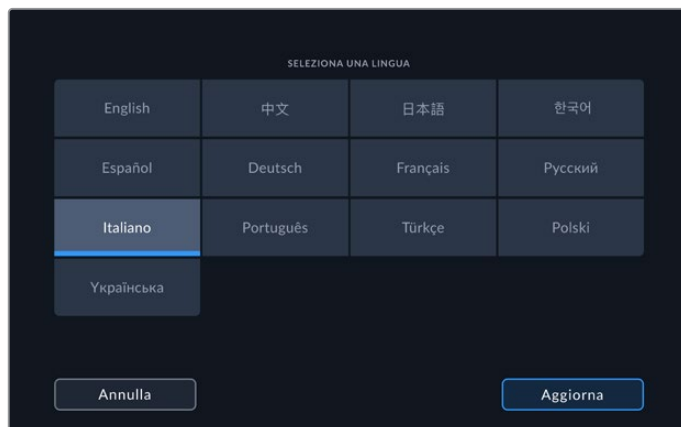 SELEZIONA UNA LINGUA
English 中文 日本語 한국어
Español Deutsch Français Русский
Italiano Português Türkçe Polski
Українська
Annulla Aggiorna